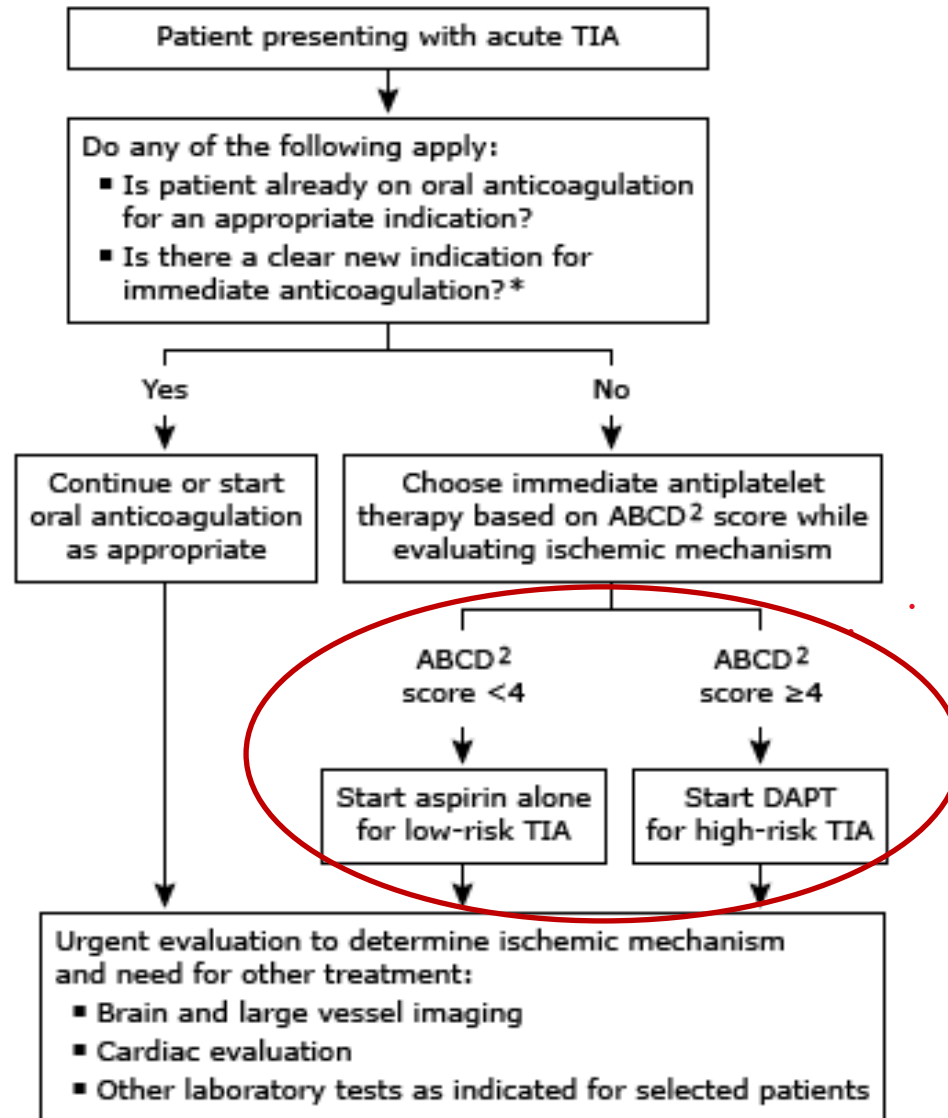 Patient presenting with acute TIA
Do any of the following apply:
▪ Is patient already on oral anticoagulation
for an appropriate indication?
▪ Is there a clear new indication for
immediate anticoagulation?*
Yes
No
Continue or start
oral anticoagulation
as appropriate
Choose immediate antiplatelet
therapy based on ABCD² score while
evaluating ischemic mechanism
ABCD²
score <4
ABCD²
score ≥4
Start aspirin alone
for low-risk TIA
Start DAPT
for high-risk TIA
Urgent evaluation to determine ischemic mechanism
and need for other treatment:
▪ Brain and large vessel imaging
▪ Cardiac evaluation
▪ Other laboratory tests as indicated for selected patients